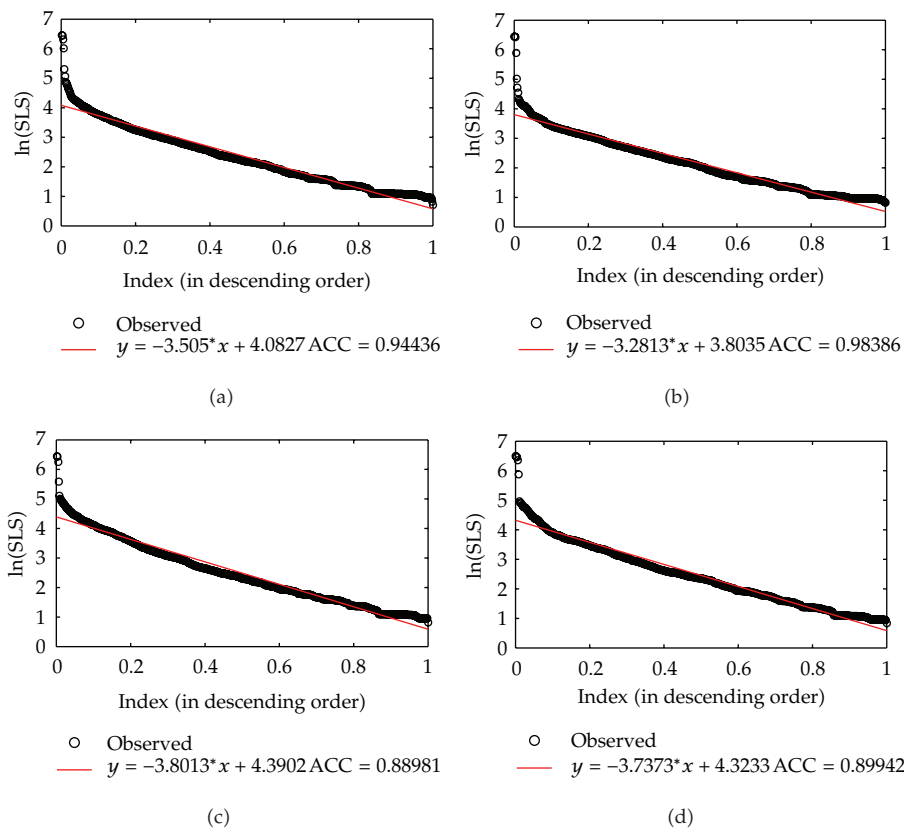 7
6
5
4
3
2
1
0
ln(SLS)
0 0.2 0.4 0.6 0.8 1
Index (in descending order)
Observed
y = −3.505*x + 4.0827 ACC = 0.94436
(a)
7
6
5
4
3
2
1
0
ln(SLS)
0 0.2 0.4 0.6 0.8 1
Index (in descending order)
Observed
y = −3.2813*x + 3.8035 ACC = 0.98386
(b)
7
6
5
4
3
2
1
0
ln(SLS)
0 0.2 0.4 0.6 0.8 1
Index (in descending order)
Observed
y = −3.8013*x + 4.3902 ACC = 0.88981
(c)
7
6
5
4
3
2
1
0
ln(SLS)
0 0.2 0.4 0.6 0.8 1
Index (in descending order)
Observed
y = −3.7373*x + 4.3233 ACC = 0.89942
(d)